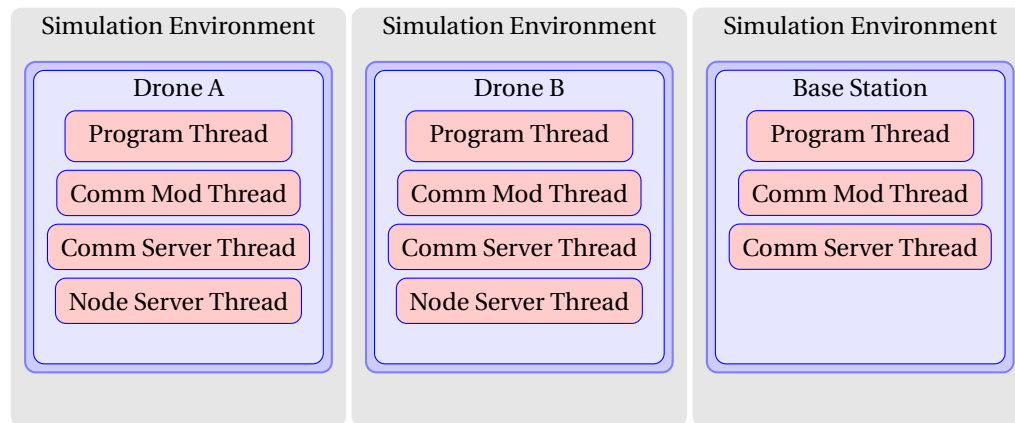 Simulation Environment
Drone A
Program Thread
Comm Mod Thread
Comm Server Thread
Node Server Thread
Simulation Environment
Drone B
Program Thread
Comm Mod Thread
Comm Server Thread
Node Server Thread
Simulation Environment
Base Station
Program Thread
Comm Mod Thread
Comm Server Thread